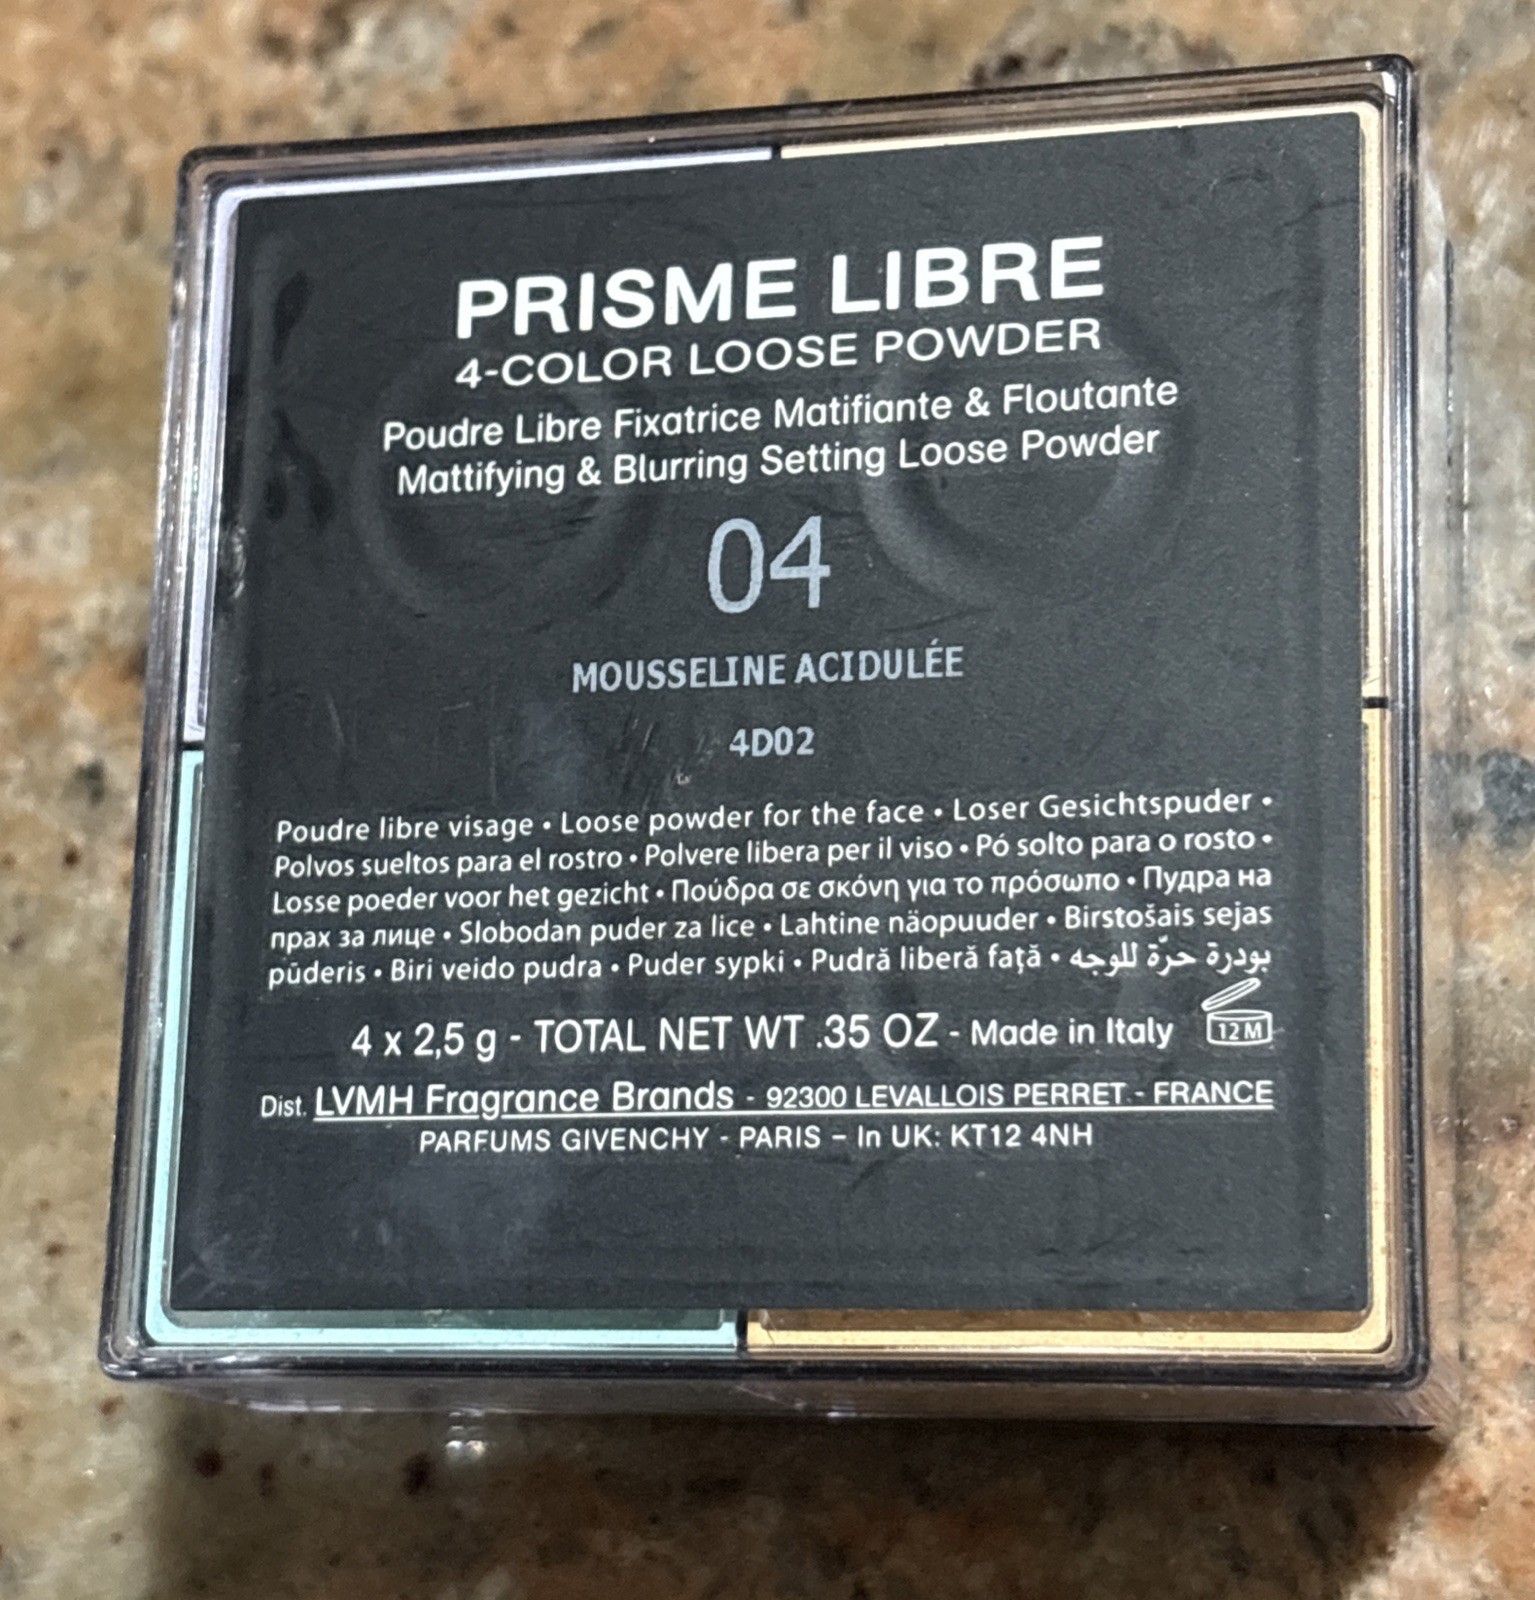 PRISME LIBRE
4-COLOR LOOSE POWDER
Poudre Libre Fixatrice Matifiante & Floutante
Mattifying & Blurring Setting Loose Powder
04
MOUSSELINE ACIDULÉE
4D02
Poudre libre visage • Loose powder for the face • Loser Gesichtspuder •
Polvos sueltos para el rostro • Polvere libera per il viso • Pó solto para o rosto •
Losse poeder voor het gezicht • Πούδρα σε σκόνη για το πρόσωπο • Пудра на
прах за лице • Slobodan puder za lice • Lahtine näopuuder • Birstošais sejas
pūderis • Biri veido pudra • Puder sypki • Pudră liberă față • بودرة حرّة للوجه
4 x 2,5 g - TOTAL NET WT .35 OZ - Made in Italy 12 M
Dist. LVMH Fragrance Brands - 92300 LEVALLOIS PERRET - FRANCE
PARFUMS GIVENCHY - PARIS – In UK: KT12 4NH